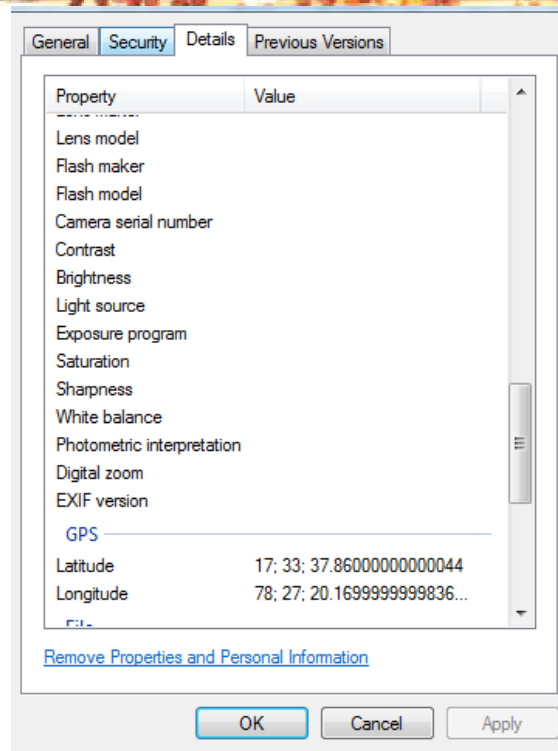 General Security Details Previous Versions
Property Value
Lens model
Flash maker
Flash model
Camera serial number
Contrast
Brightness
Light source
Exposure program
Saturation
Sharpness
White balance
Photometric interpretation
Digital zoom
EXIF version
GPS
Latitude 17; 33; 37.86000000000044
Longitude 78; 27; 20.1699999999836...
Remove Properties and Personal Information
OK Cancel Apply